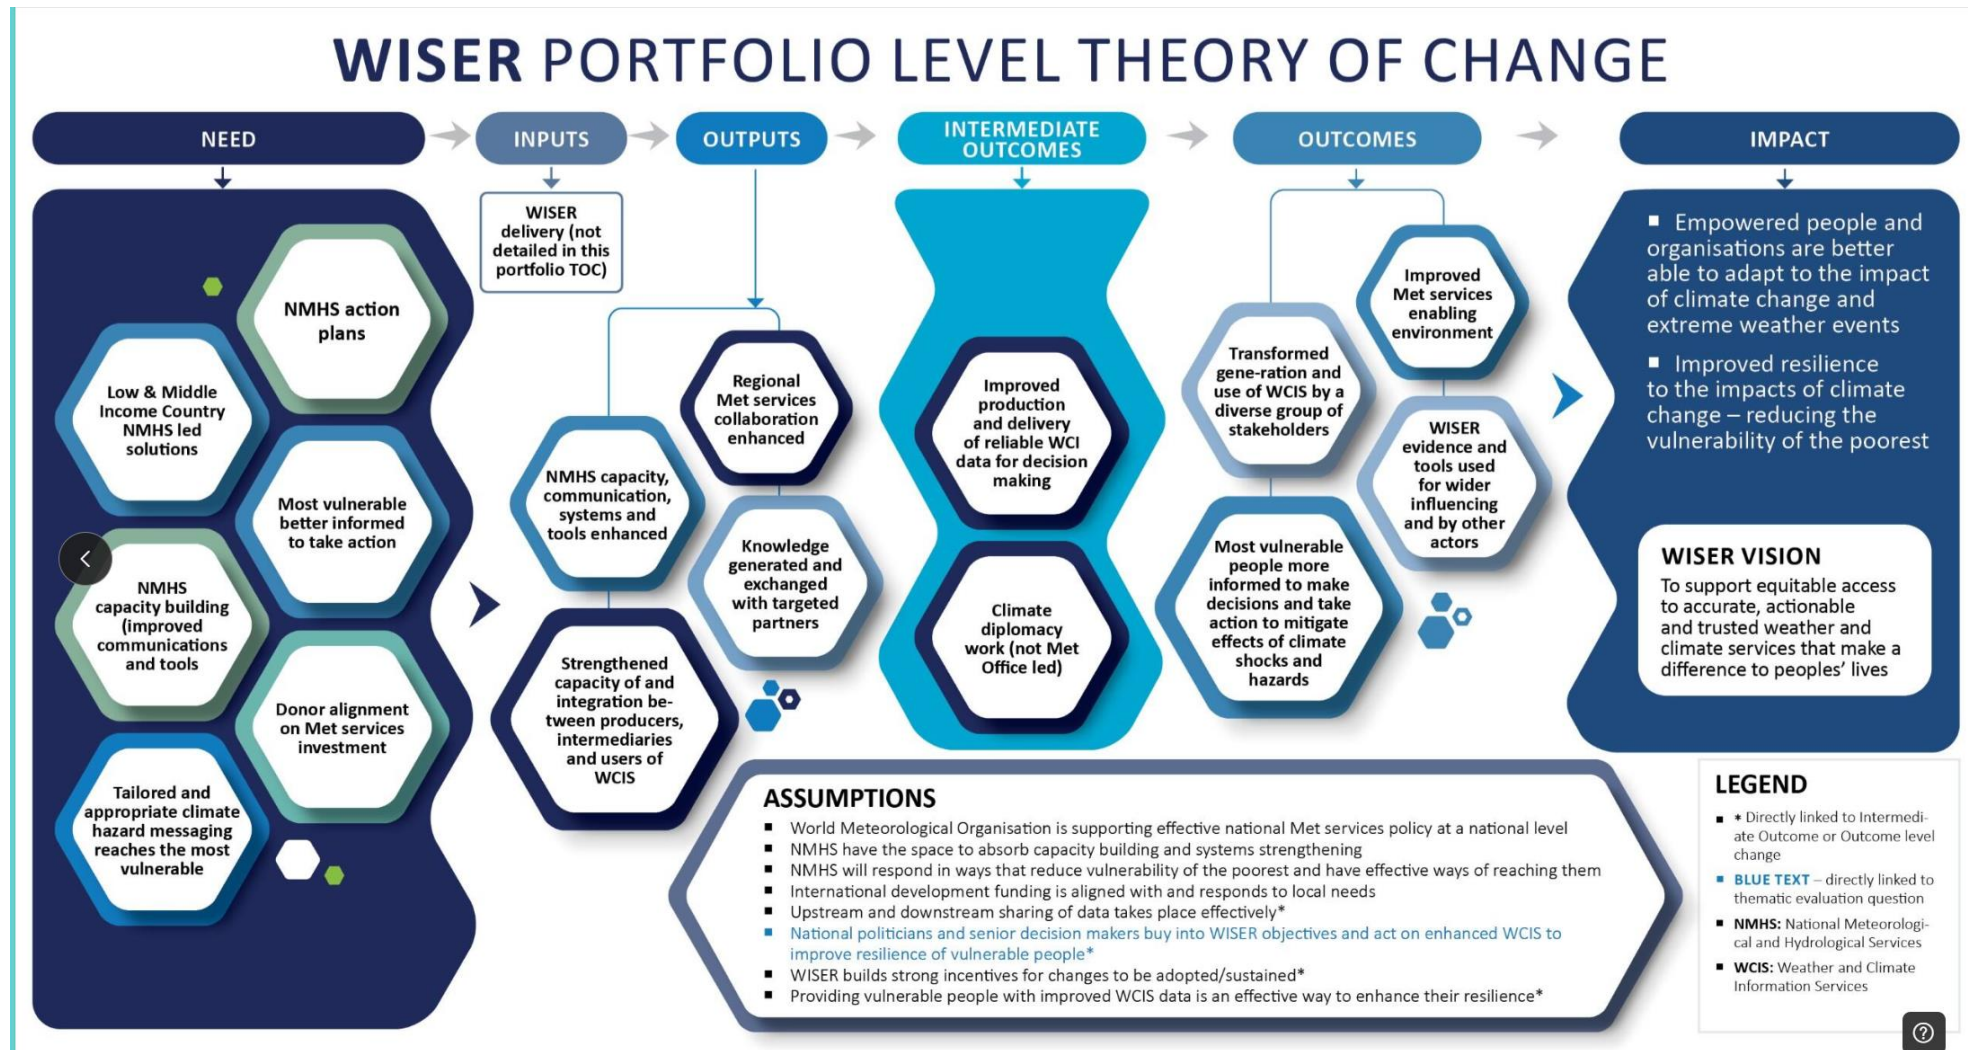 WISER PORTFOLIO LEVEL THEORY OF CHANGE
NEED
INPUTS
OUTPUTS
INTERMEDIATE
OUTCOMES
OUTCOMES
IMPACT
NMHS action
plans
Low & Middle
Income Country
NMHS led
solutions
Most vulnerable
better informed
to take action
NMHS
capacity building
(improved
communications
and tools
Donor alignment
on Met services
investment
Tailored and
appropriate climate
hazard messaging
reaches the most
vulnerable
WISER
delivery (not
detailed in this
portfolio TOC)
Regional
Met services
collaboration
enhanced
NMHS capacity,
communication,
systems and
tools enhanced
Knowledge
generated and
exchanged
with targeted
partners
Strengthened
capacity of and
integration be-
tween producers,
intermediaries
and users of
WCIS
Improved
production
and delivery
of reliable WCI
data for decision
making
Climate
diplomacy
work (not Met
Office led)
Improved
Met services
enabling
environment
Transformed
gene-ration and
use of WCIS by a
diverse group of
stakeholders
WISER
evidence and
tools used
for wider
influencing
and by other
actors
Most vulnerable
people more
informed to make
decisions and take
action to mitigate
effects of climate
shocks and
hazards
▪ Empowered people and
organisations are better
able to adapt to the impact
of climate change and
extreme weather events
▪ Improved resilience
to the impacts of climate
change – reducing the
vulnerability of the poorest
WISER VISION
To support equitable access
to accurate, actionable
and trusted weather and
climate services that make a
difference to peoples’ lives
ASSUMPTIONS
▪ World Meteorological Organisation is supporting effective national Met services policy at a national level
▪ NMHS have the space to absorb capacity building and systems strengthening
▪ NMHS will respond in ways that reduce vulnerability of the poorest and have effective ways of reaching them
▪ International development funding is aligned with and responds to local needs
▪ Upstream and downstream sharing of data takes place effectively*
▪ National politicians and senior decision makers buy into WISER objectives and act on enhanced WCIS to
improve resilience of vulnerable people*
▪ WISER builds strong incentives for changes to be adopted/sustained*
▪ Providing vulnerable people with improved WCIS data is an effective way to enhance their resilience*
LEGEND
▪ * Directly linked to Intermedi-
ate Outcome or Outcome level
change
▪ BLUE TEXT – directly linked to
thematic evaluation question
▪ NMHS: National Meteorologi-
cal and Hydrological Services
▪ WCIS: Weather and Climate
Information Services